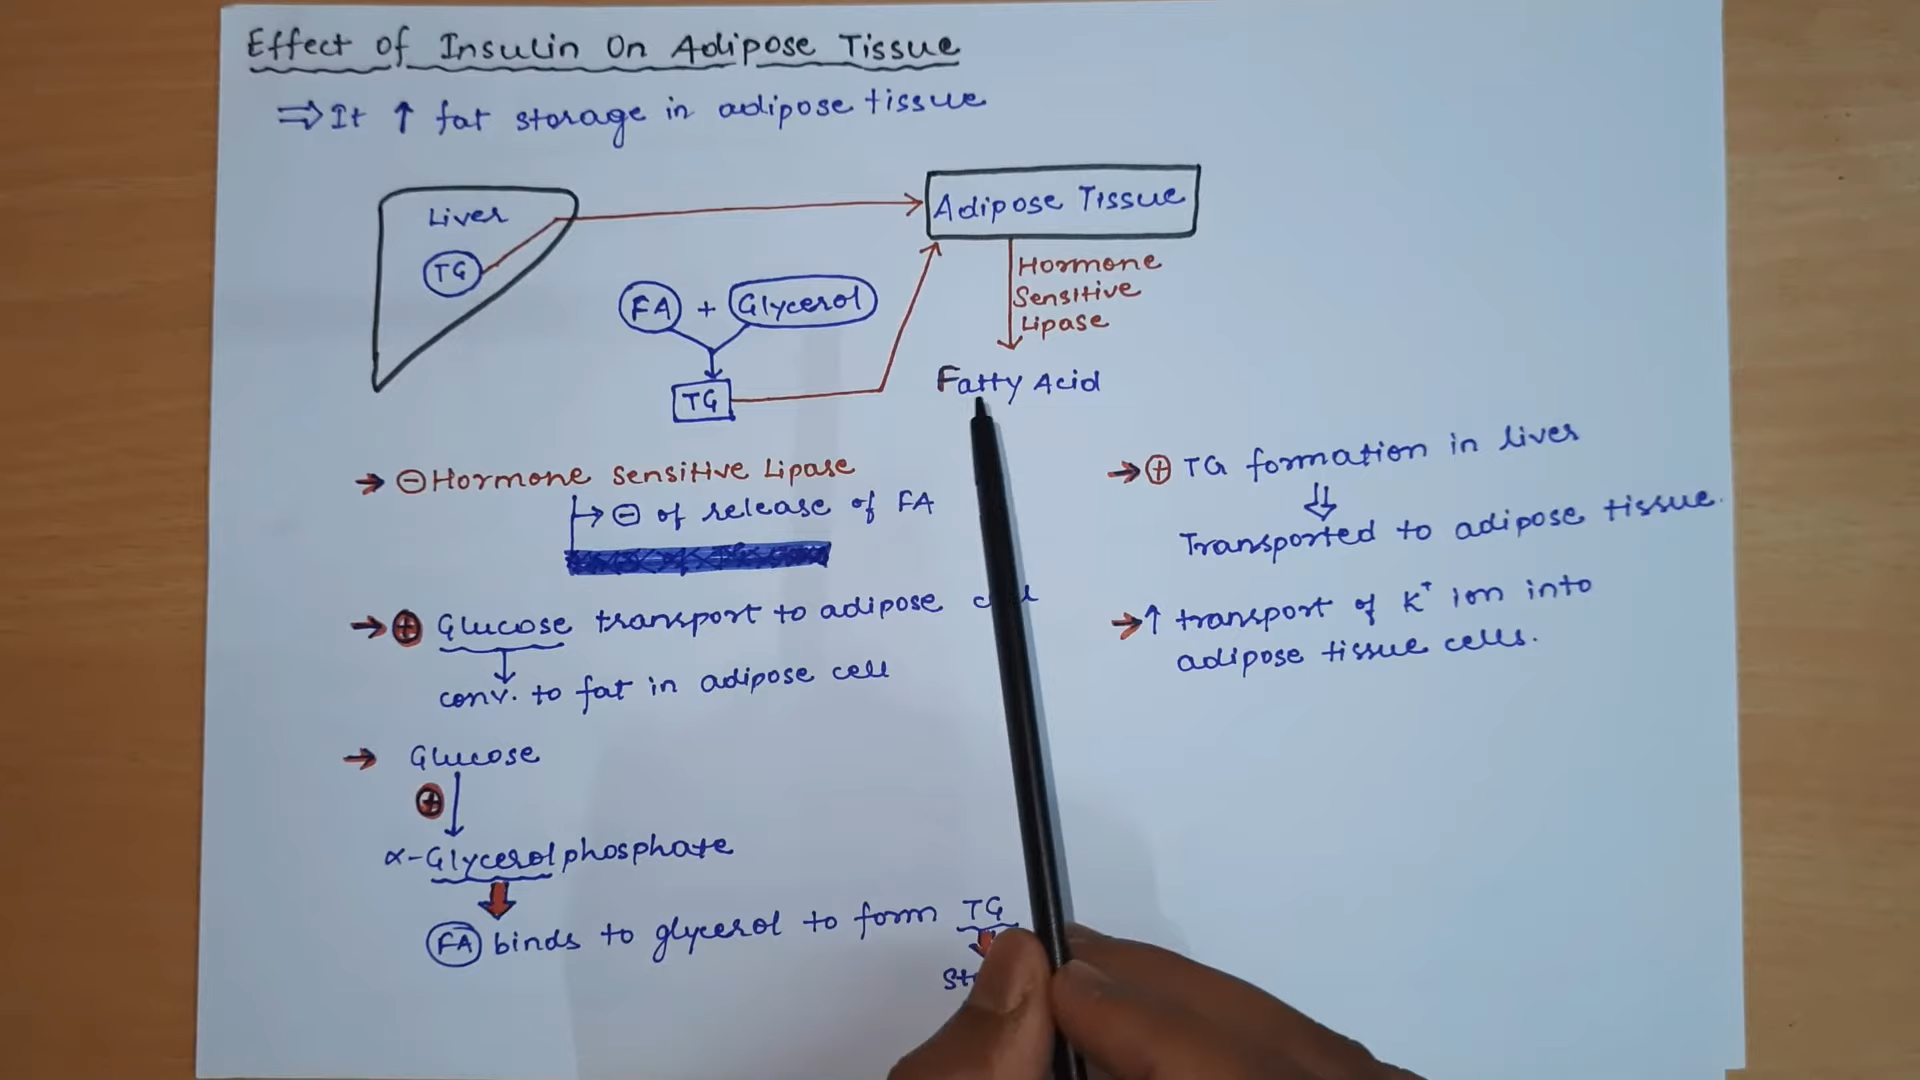 Effect of Insulin On Adipose Tissue
⇒ It ↑ fat storage in adipose tissue
Liver
TG
Adipose Tissue
FA + Glycerol
TG
Hormone
Sensitive
Lipase
Fatty Acid
→ ⊖ Hormone Sensitive Lipase
→ ⊖ of release of FA
→ ⊕ Glucose transport to adipose
conv. to fat in adipose cell
→ Glucose
⊕
α-Glycerolphosphate
FA binds to glycerol to form TG
→ ⊕ TG formation in liver
⇓
Transported to adipose tissue.
→ ↑ transport of K⁺ ion into
adipose tissue cells.